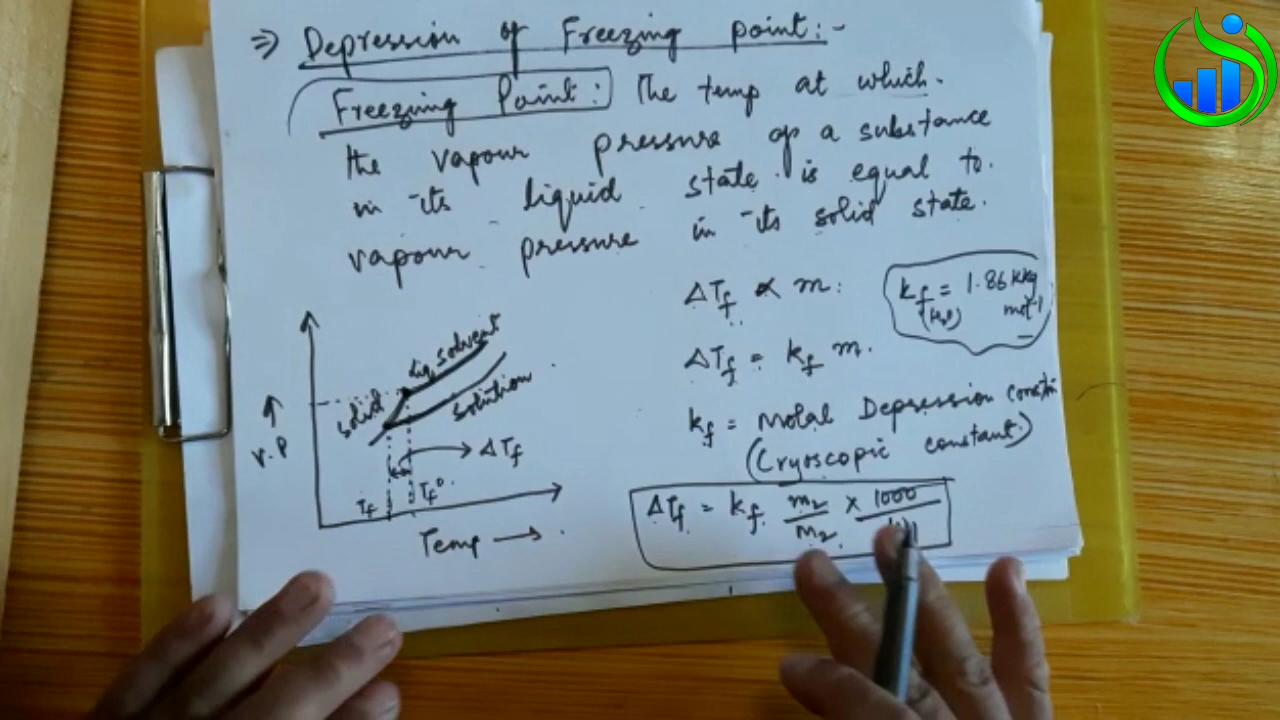 ⇒ Depression of Freezing point:-
Freezing Point: The temp at which.
the vapour pressure of a substance
in its liquid state is equal to
vapour pressure in its solid state.
ΔTf ∝ m:
kf = 1.86 K kg
(H2O) mol-1
ΔTf = kf m.
kf = Molal Depression
(Cryoscopic constant)
ΔTf = kf m2/M2 × 1000
liq. solvent
solid
solution
↑
V.P
ΔTf
Tf Tf°
Temp →